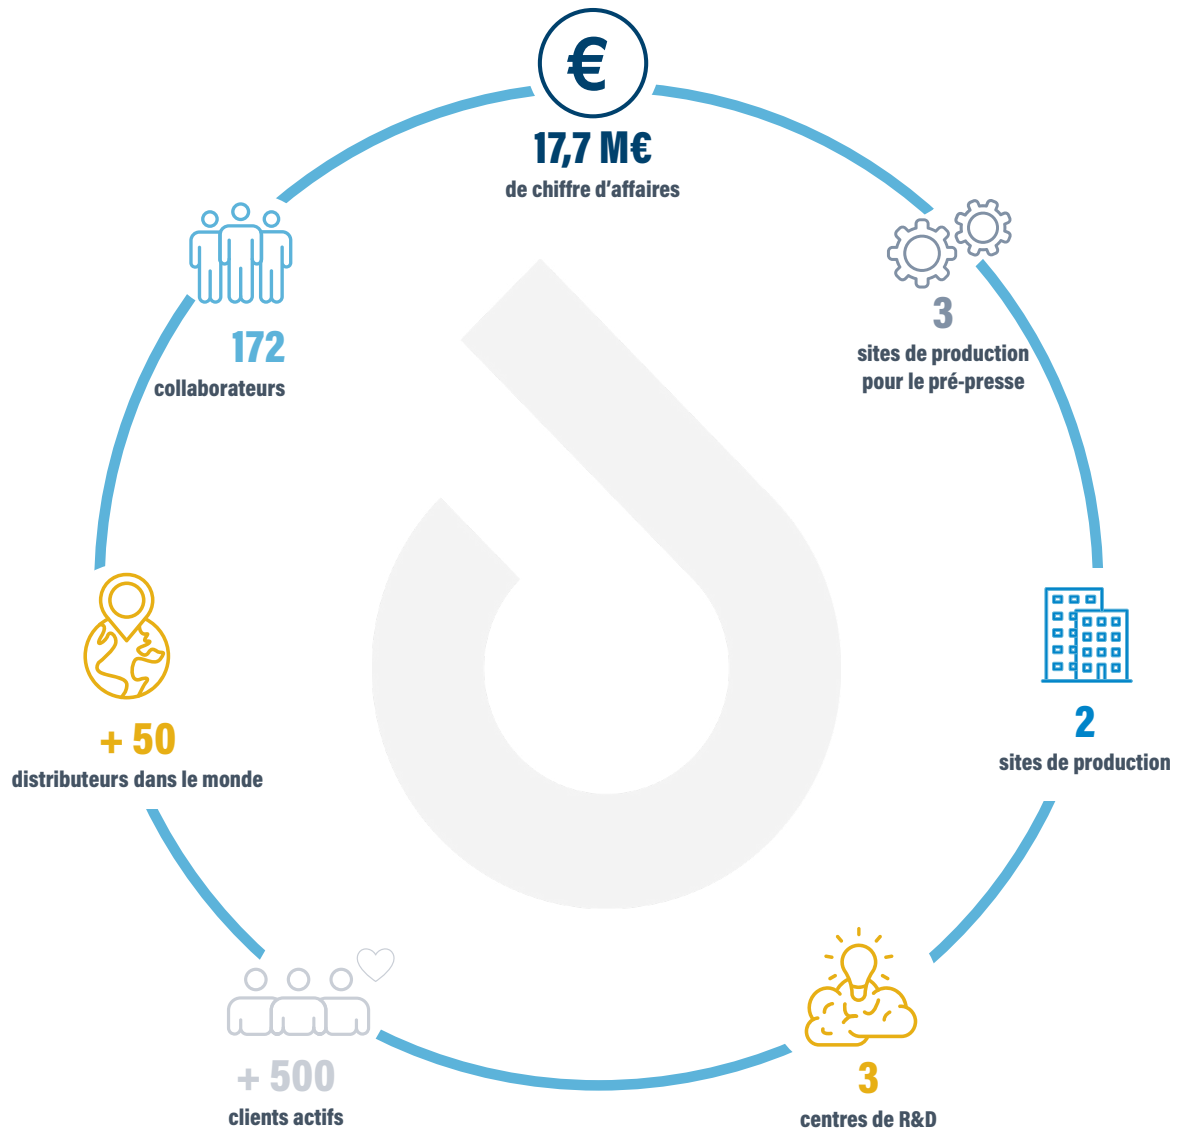 €
17,7 M€
de chiffre d'affaires
3
sites de production
pour le pré-presse
2
sites de production
3
centres de R&D
+ 500
clients actifs
+ 50
distributeurs dans le monde
172
collaborateurs